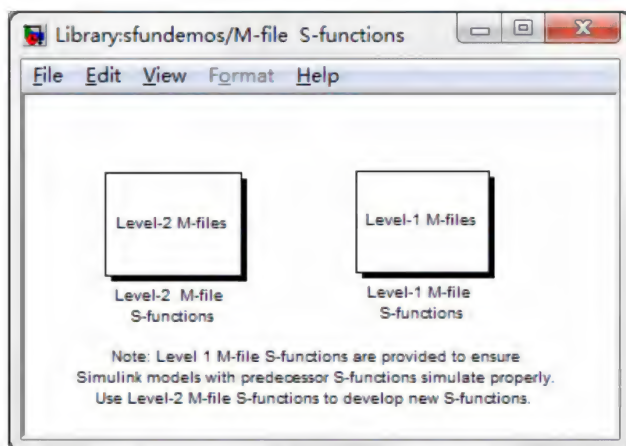 Library:sfundemos/M-file S-functions
File Edit View Format Help
Level-2 M-files
Level-1 M-files
Level-2 M-file
S-functions
Level-1 M-file
S-functions
Note: Level 1 M-file S-functions are provided to ensure
Simulink models with predecessor S-functions simulate properly.
Use Level-2 M-file S-functions to develop new S-functions.